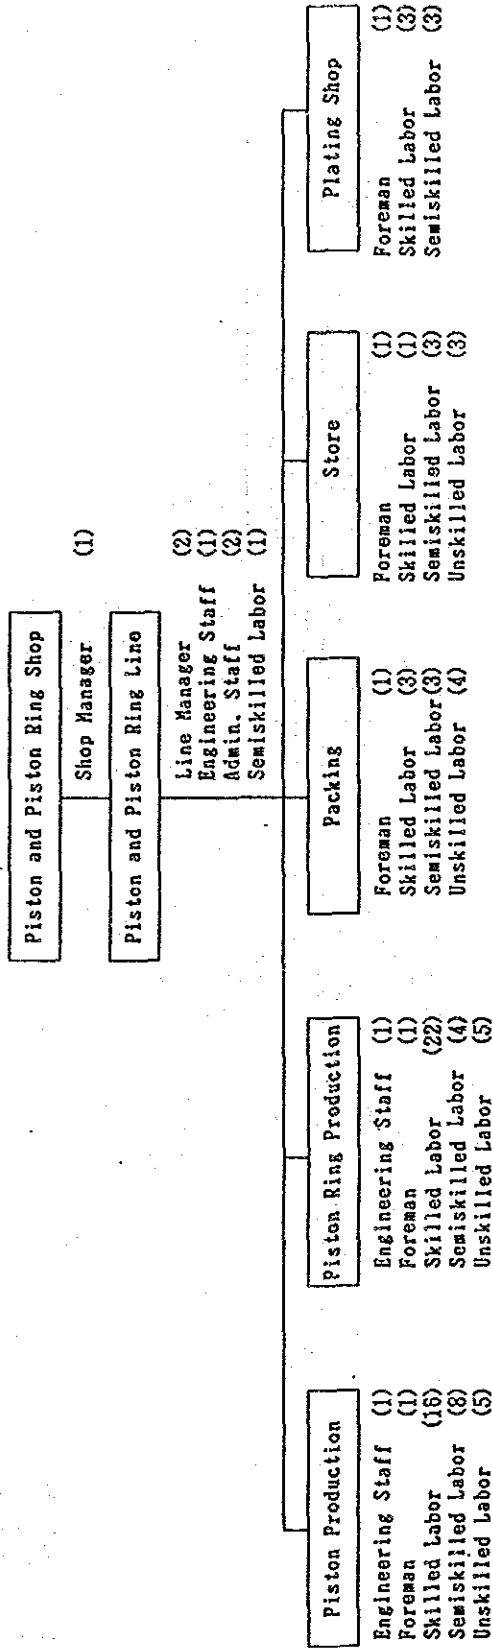 Piston and Piston Ring Shop
Shop Manager (1)
Piston and Piston Ring Line
Line Manager (2)
Engineering Staff (1)
Admin. Staff (2)
Semiskilled Labor (1)
Piston Production
Engineering Staff (1)
Foreman (1)
Skilled Labor (16)
Semiskilled Labor (8)
Unskilled Labor (5)
Piston Ring Production
Engineering Staff (1)
Foreman (1)
Skilled Labor (22)
Semiskilled Labor (4)
Unskilled Labor (5)
Packing
Foreman (1)
Skilled Labor (3)
Semiskilled Labor (3)
Unskilled Labor (4)
Store
Foreman (1)
Skilled Labor (1)
Semiskilled Labor (3)
Unskilled Labor (3)
Plating Shop
Foreman (1)
Skilled Labor (3)
Semiskilled Labor (3)